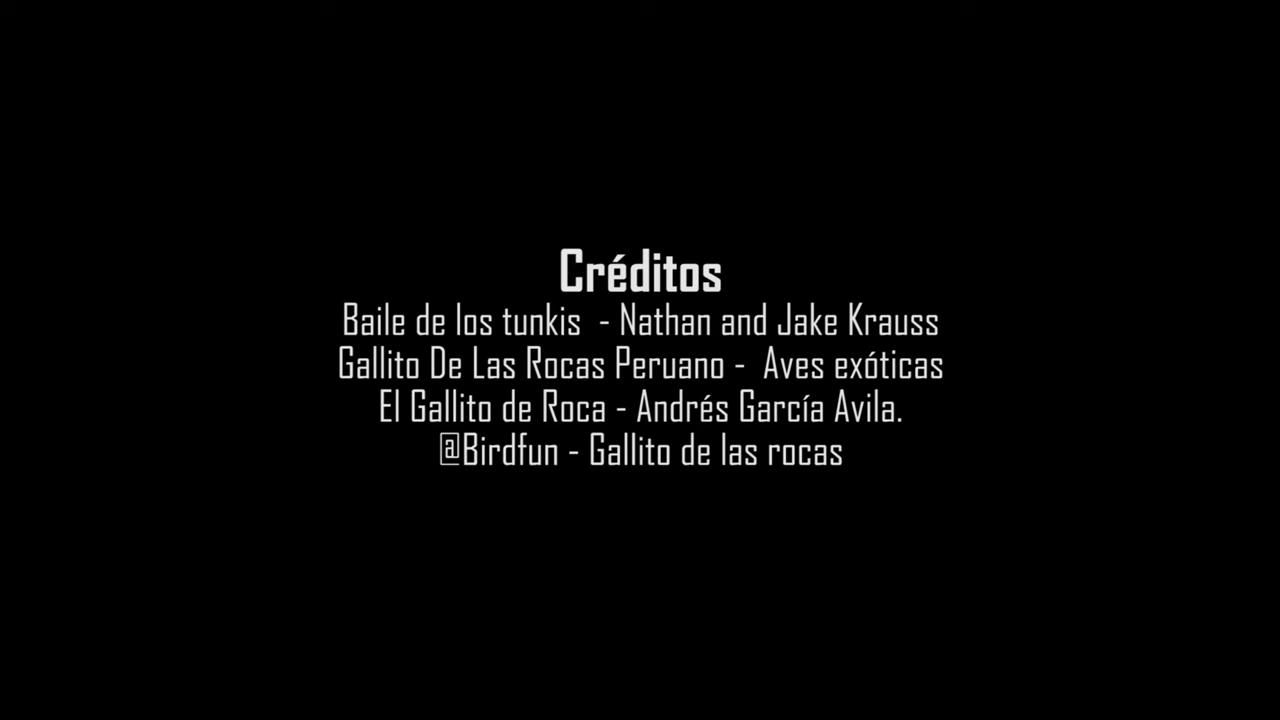 Créditos
Baile de los tunkis - Nathan and Jake Krauss
Gallito De Las Rocas Peruano - Aves exóticas
El Gallito de Roca - Andrés García Avila.
@Birdfun - Gallito de las rocas